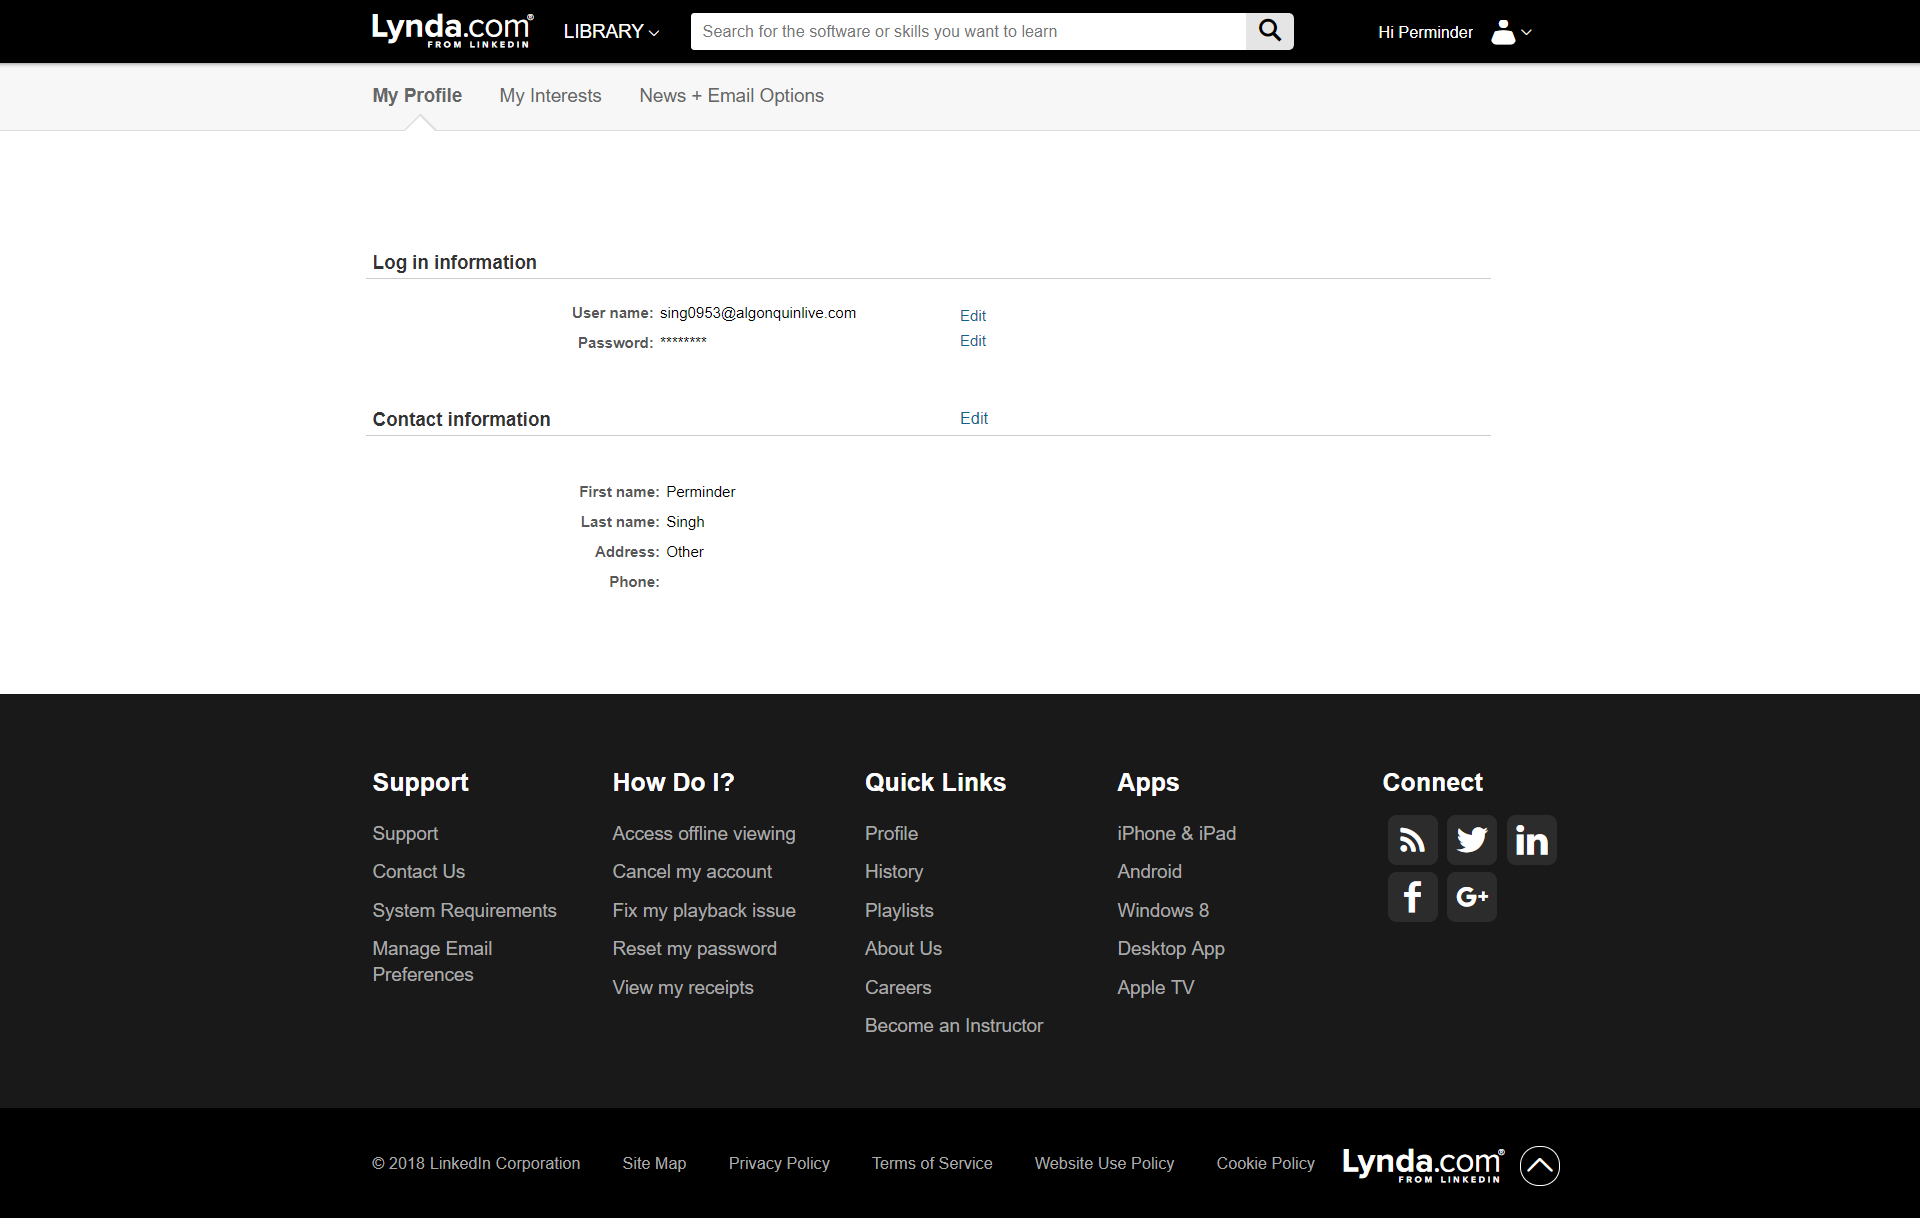 Lynda.com®
FROM LINKEDIN
LIBRARY
Search for the software or skills you want to learn
Hi Perminder
My Profile
My Interests
News + Email Options
Log in information
User name: sing0953@algonquinlive.com
Edit
Password: ********
Edit
Contact information
Edit
First name: Perminder
Last name: Singh
Address: Other
Phone:
Support
Support
Contact Us
System Requirements
Manage Email
Preferences
How Do I?
Access offline viewing
Cancel my account
Fix my playback issue
Reset my password
View my receipts
Quick Links
Profile
History
Playlists
About Us
Careers
Become an Instructor
Apps
iPhone & iPad
Android
Windows 8
Desktop App
Apple TV
Connect
in
f
G+
© 2018 LinkedIn Corporation
Site Map
Privacy Policy
Terms of Service
Website Use Policy
Cookie Policy
Lynda.com®
FROM LINKEDIN